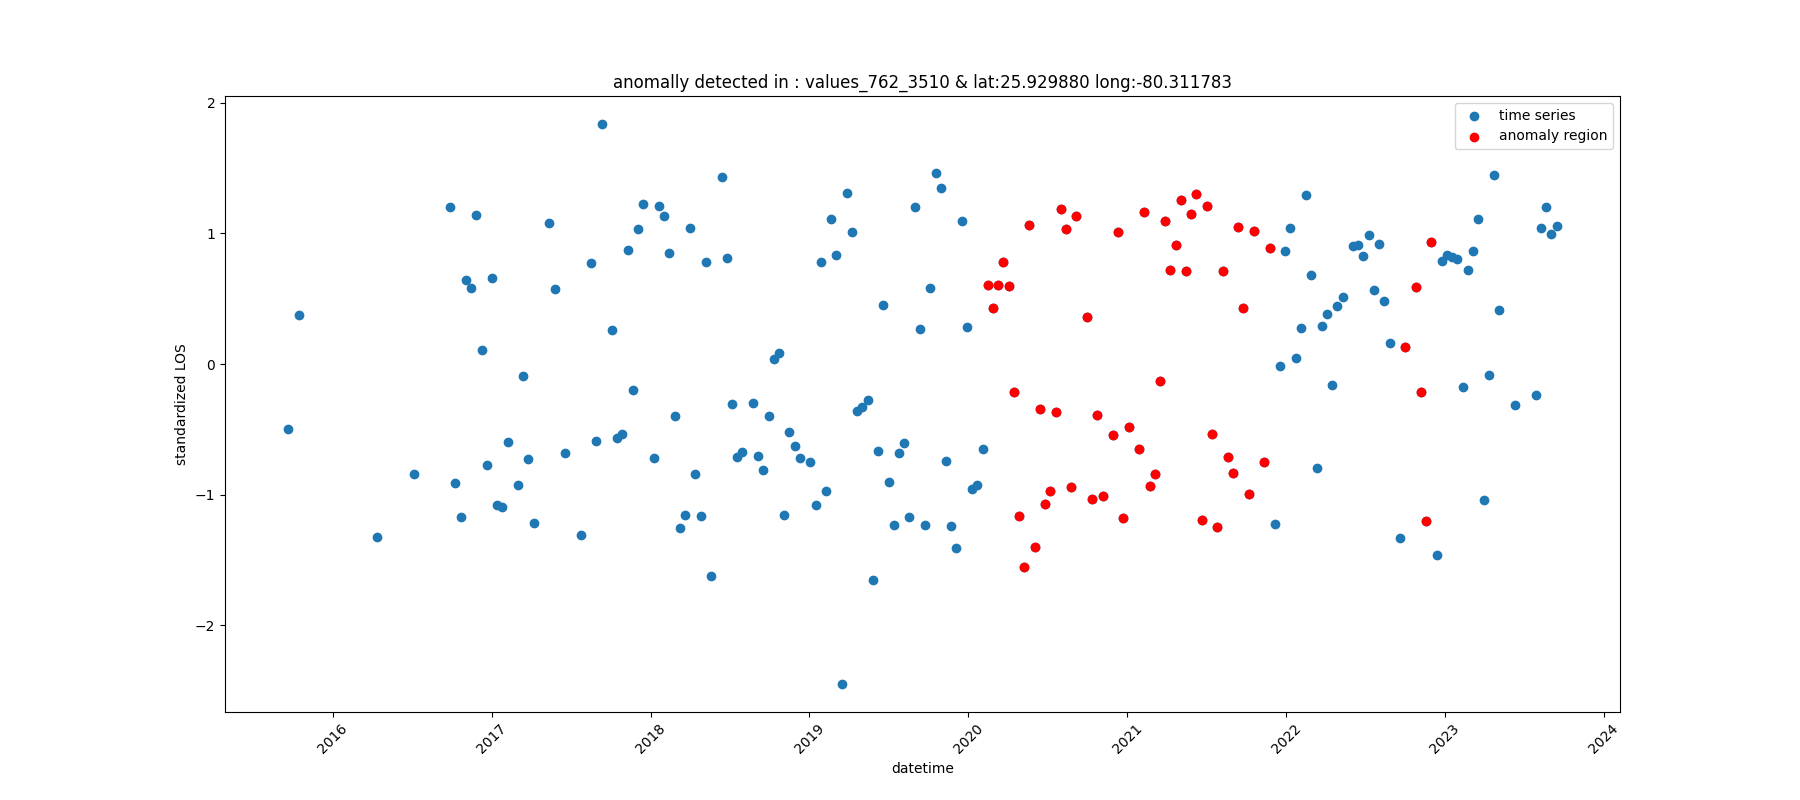 anomally detected in : values_762_3510 & lat:25.929880 long:-80.311783
time series
anomaly region
standardized LOS
2
1
0
−1
−2
2016
2017
2018
2019
2020
2021
2022
2023
2024
datetime